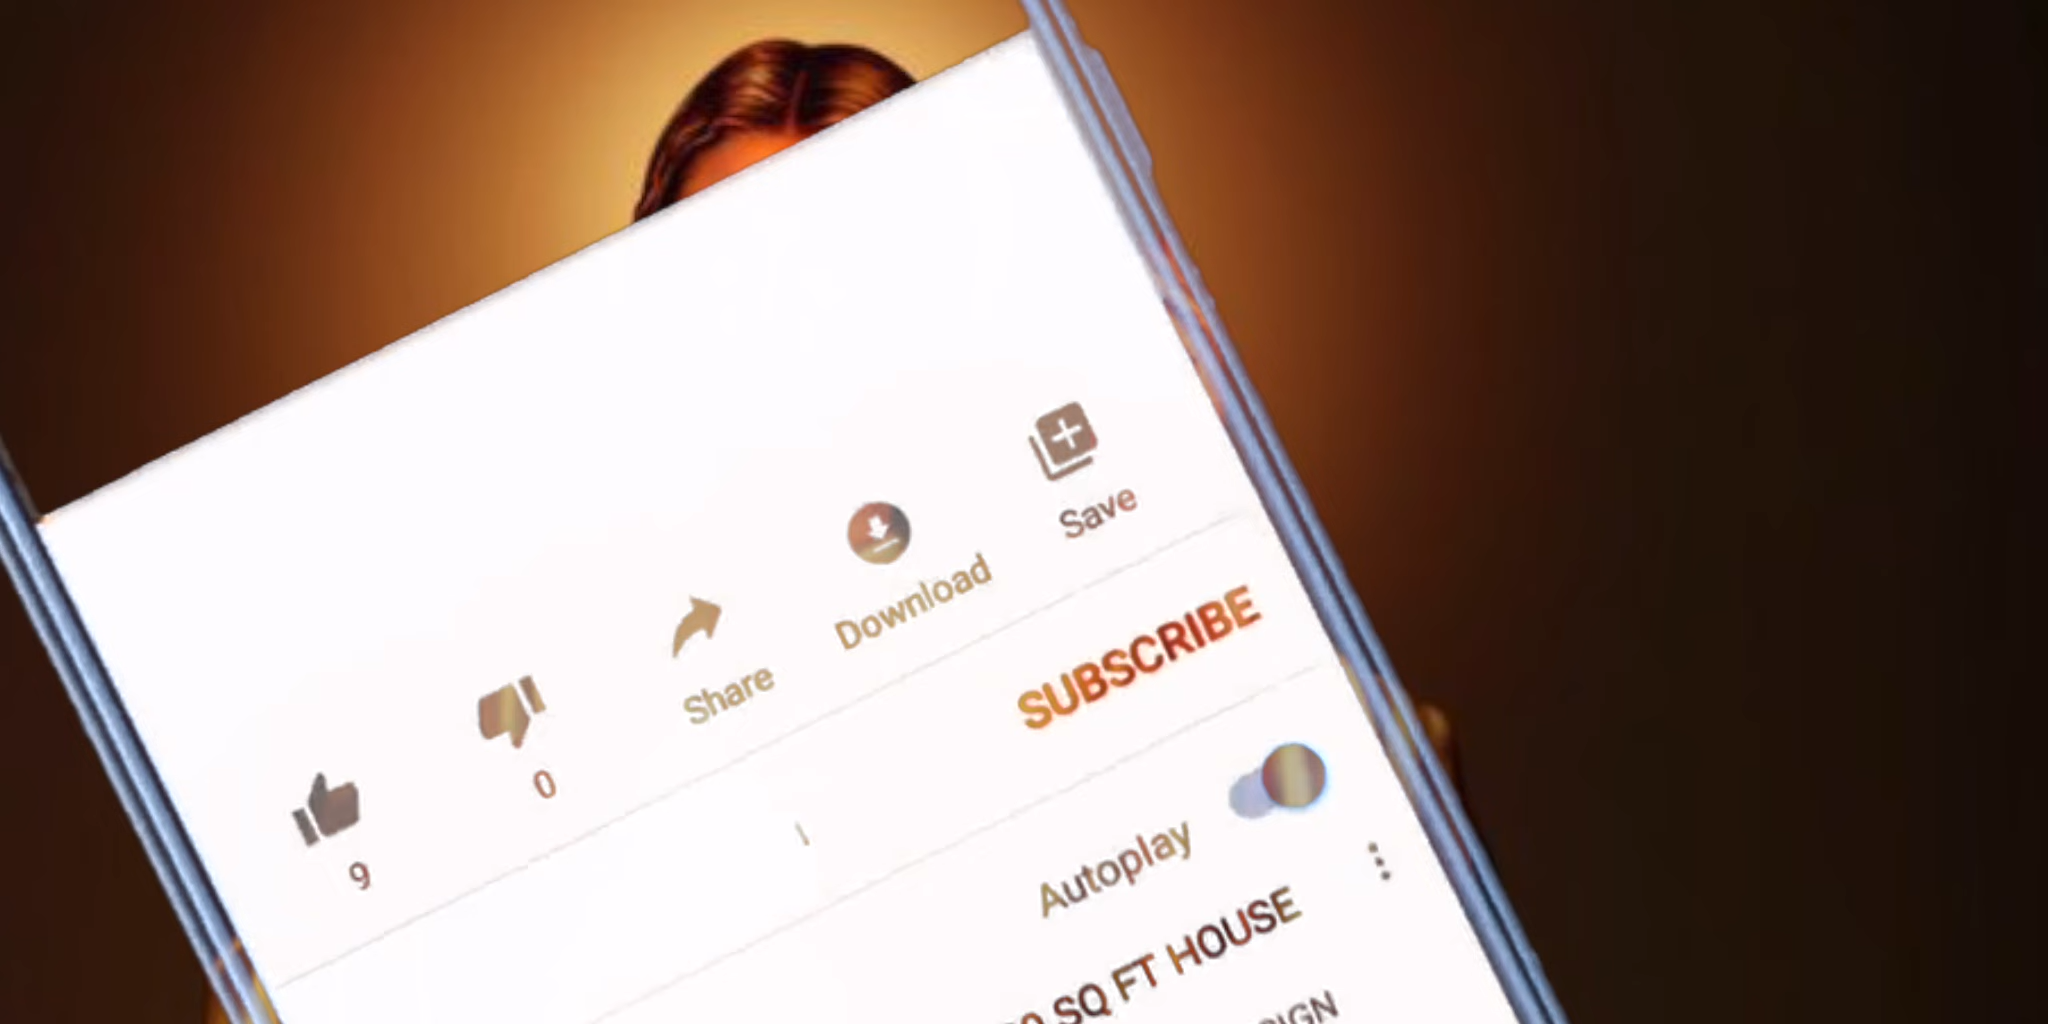 Save
Download
Share
0
9
SUBSCRIBE
Autoplay
SQ FT HOUSE